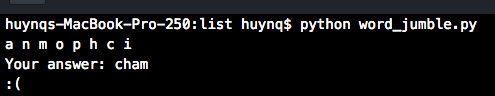 huynqs-MacBook-Pro-250:list huynq$ python word_jumble.py
a n m o p h c i
Your answer: cham
:(